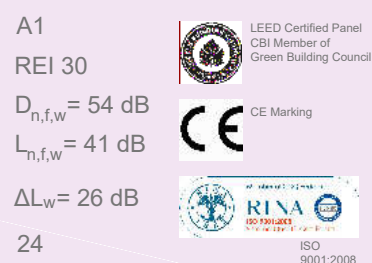 A1
REI 30
Dn,f,w= 54 dB
Ln,f,w= 41 dB
ΔLw= 26 dB
24
LEED Certified Panel
CBI Member of
Green Building Council
CE Marking
CE
RINA
ISO 9001:2008
ISO
9001:2008